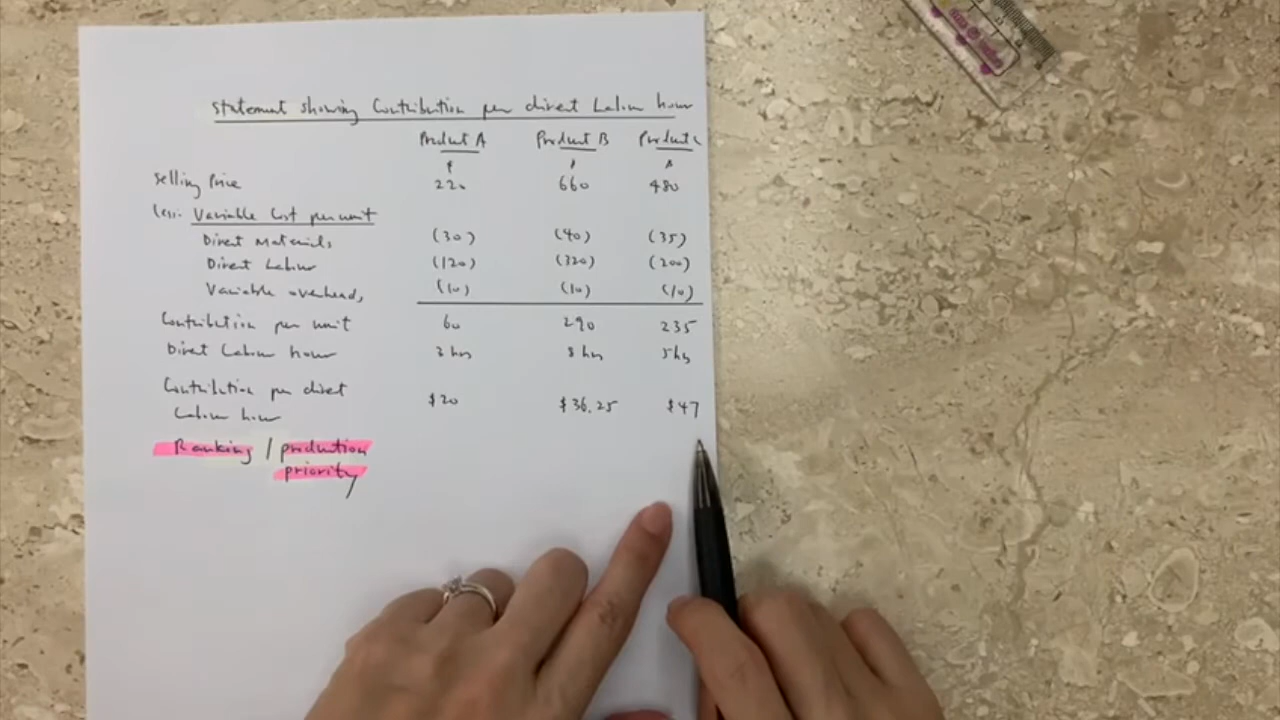 Statement showing Contribution per direct Labour hour
Product A Product B Product C
$ $ $
Selling Price 220 660 480
Less: Variable Cost per unit
Direct Materials (30) (40) (35)
Direct Labour (120) (320) (200)
Variable overheads (10) (10) (10)
Contribution per unit 60 290 235
Direct Labour hour 3 hrs 8 hrs 5 hrs
Contribution per direct
Labour hour $20 $36.25 $47
Ranking / production
priority